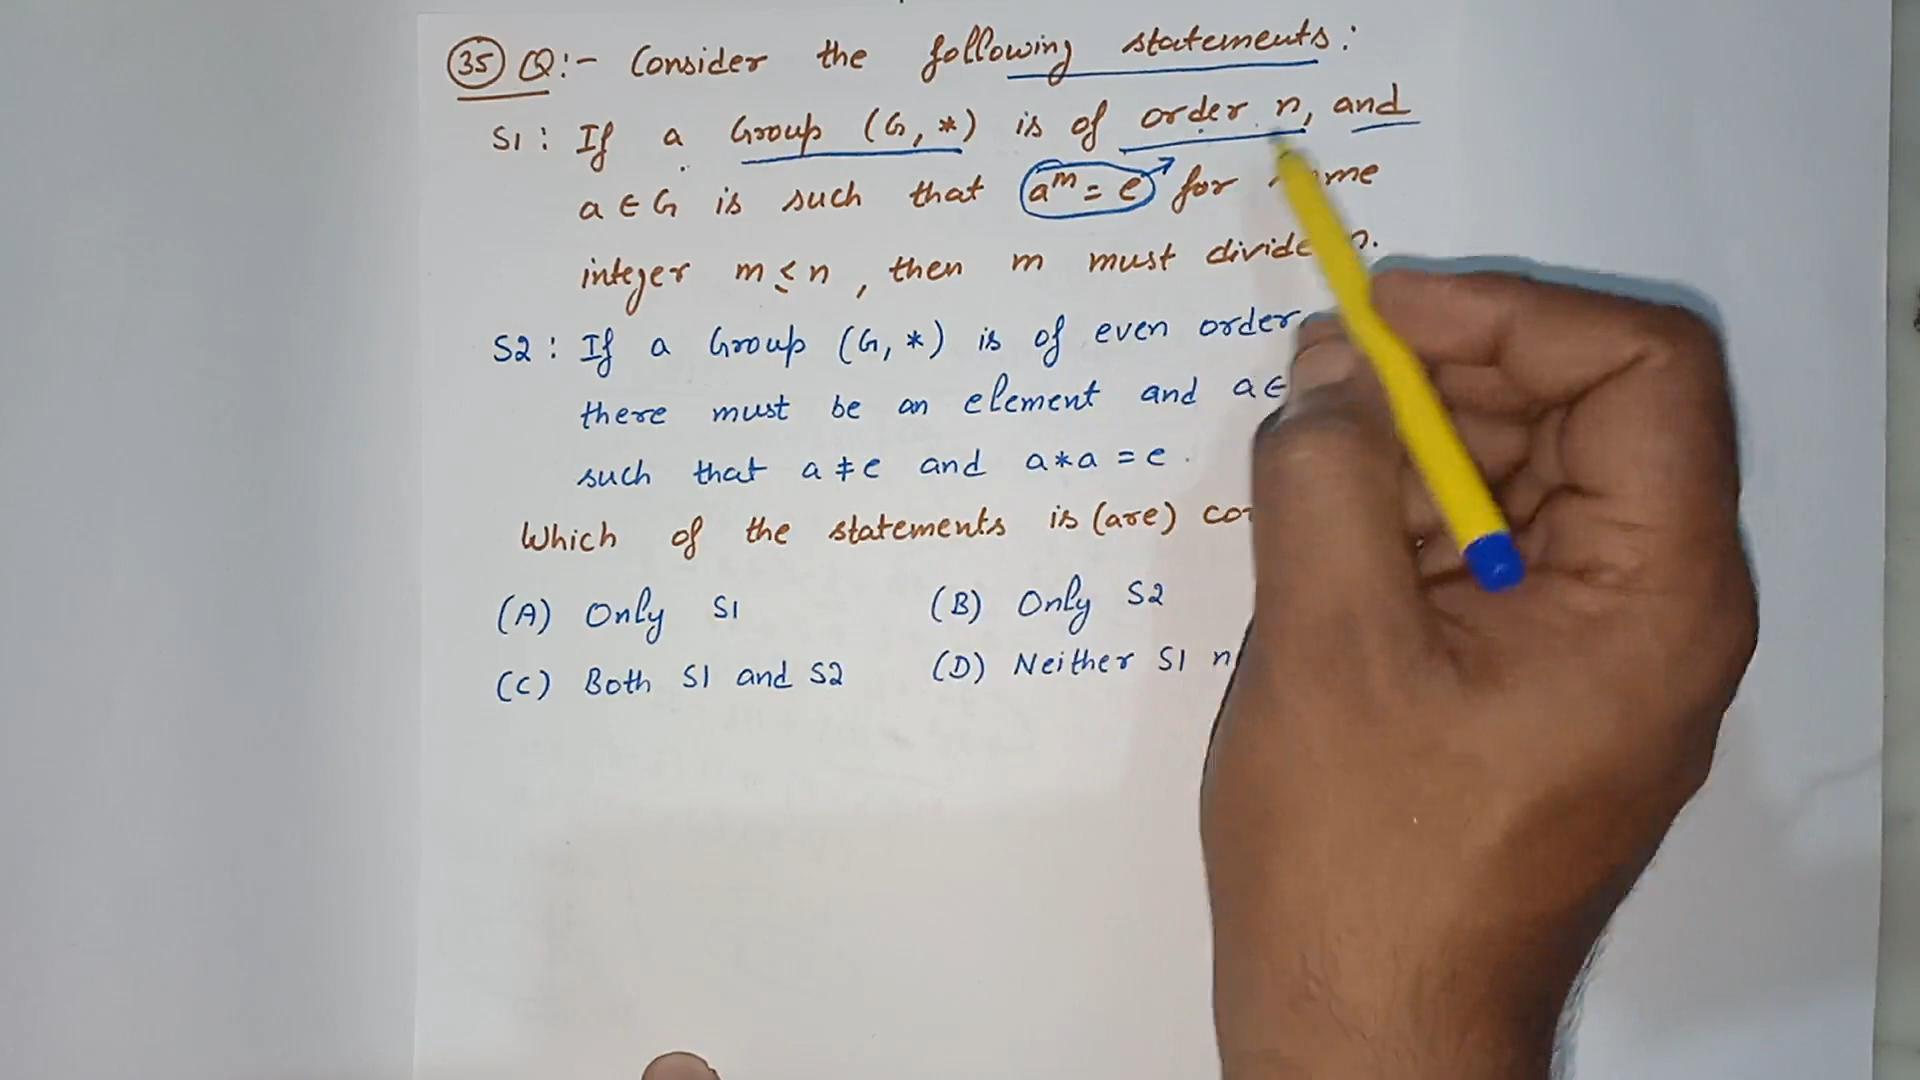 35 Q:- Consider the following statements:
S1: If a Group (G, *) is of order n, and
a ∈ G is such that a^m = e for
integer m ≤ n, then m must divide n.
S2: If a Group (G, *) is of even order
there must be an element and a ∈
such that a ≠ e and a * a = e.
Which of the statements is (are)
(A) Only S1 (B) Only S2
(C) Both S1 and S2 (D) Neither S1